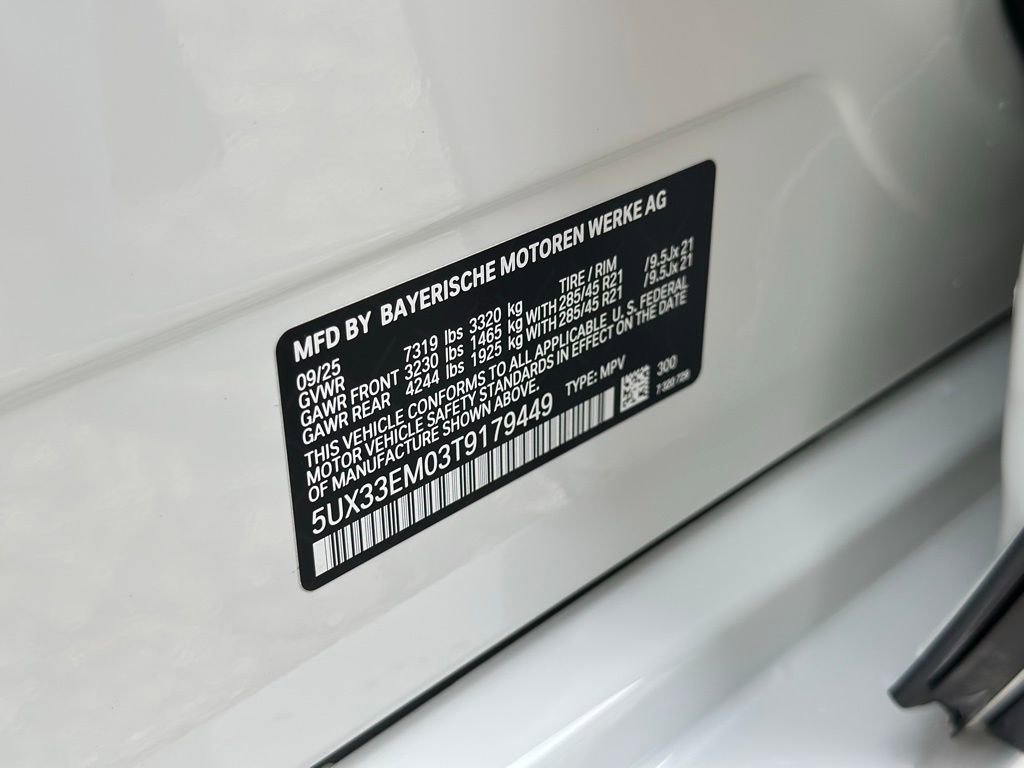 MFD BY BAYERISCHE MOTOREN WERKE AG
09/25 TIRE / RIM
GVWR 7319 lbs 3320 kg
GAWR FRONT 3230 lbs 1465 kg WITH 285/45 R21 /9.5Jx 21
GAWR REAR 4244 lbs 1925 kg WITH 285/45 R21 /9.5Jx 21
THIS VEHICLE CONFORMS TO ALL APPLICABLE U. S. FEDERAL
MOTOR VEHICLE SAFETY STANDARDS IN EFFECT ON THE DATE
OF MANUFACTURE SHOWN ABOVE. TYPE: MPV 300
5UX33EM03T9179449